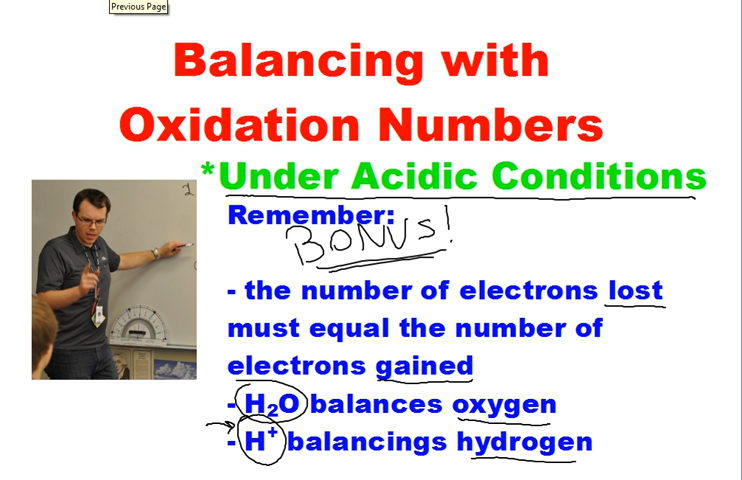 Previous Page
Balancing with
Oxidation Numbers
*Under Acidic Conditions
Remember:
BONUS!
- the number of electrons lost
must equal the number of
electrons gained
- H₂O balances oxygen
- H⁺ balancings hydrogen